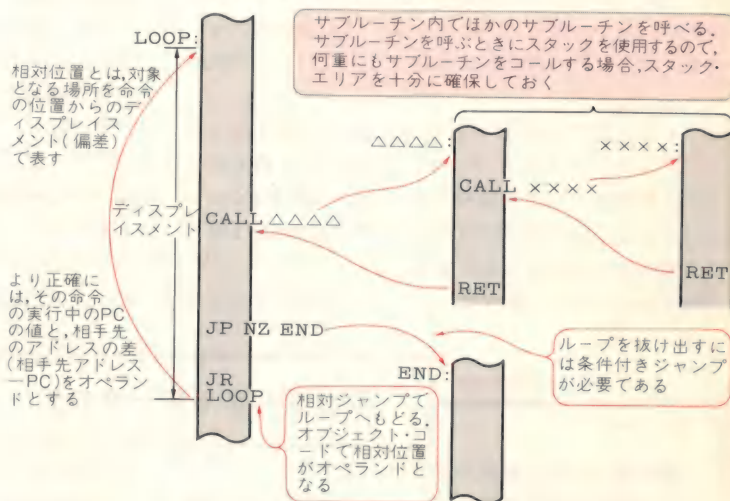 サブルーチン内でほかのサブルーチンを呼べる.
サブルーチンを呼ぶときにスタックを使用するので,
何重にもサブルーチンをコールする場合,スタック・
エリアを十分に確保しておく
LOOP:
相対位置とは,対象
となる場所を命令
の位置からのデ
ィスプレイス
メント(偏差)
で表す
ディスプレ
イスメント
CALL △△△△
△△△△:
CALL ××××
××××:
RET
RET
より正確に
は,その命令
の実行中のPC
の値と,相手先
のアドレスの差
(相手先アドレス
ーPC)をオペラン
ドとする
JP NZ END
JR
LOOP
END:
ループを抜け出すに
は条件付きジャンプ
が必要である
相対ジャンプで
ループへもどる.
オブジェクト・コ
ードで相対位置
がオペランドと
なる